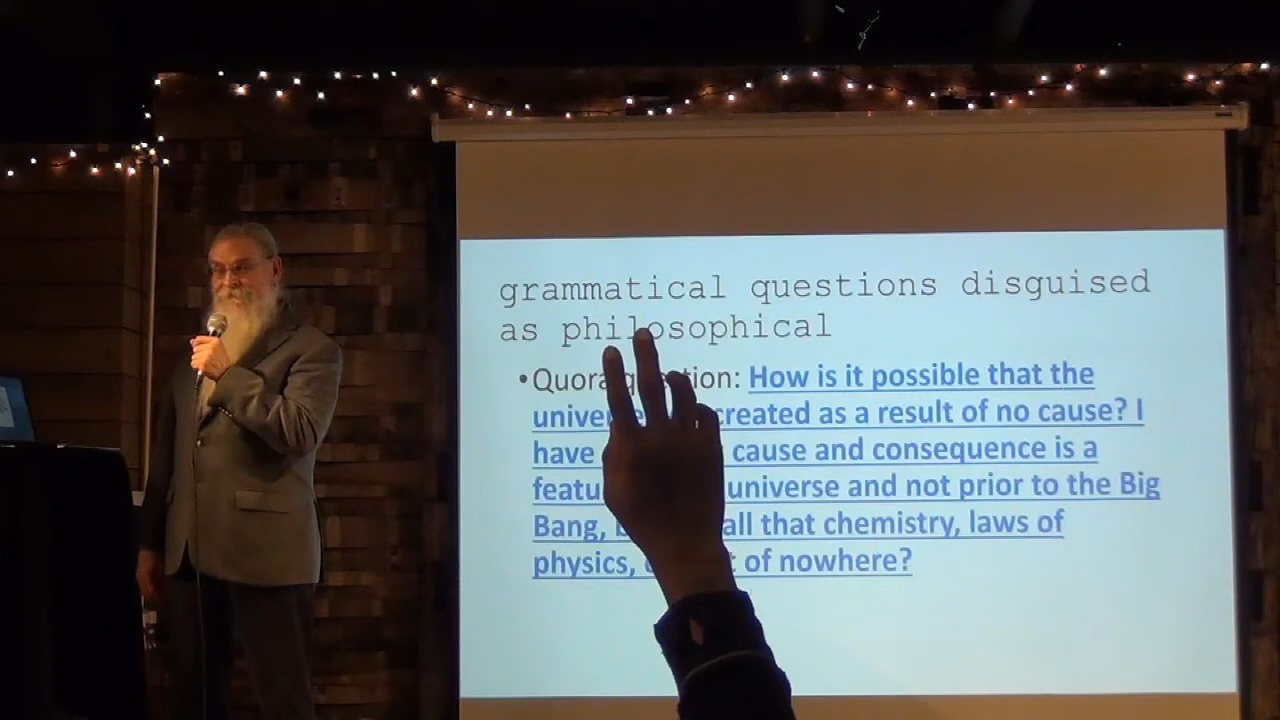 grammatical questions disguised
as philosophical
•Quora question: How is it possible that the
created as a result of no cause? I
have cause and consequence is a
universe and not prior to the Big
Bang, all that chemistry, laws of
physics, of nowhere?